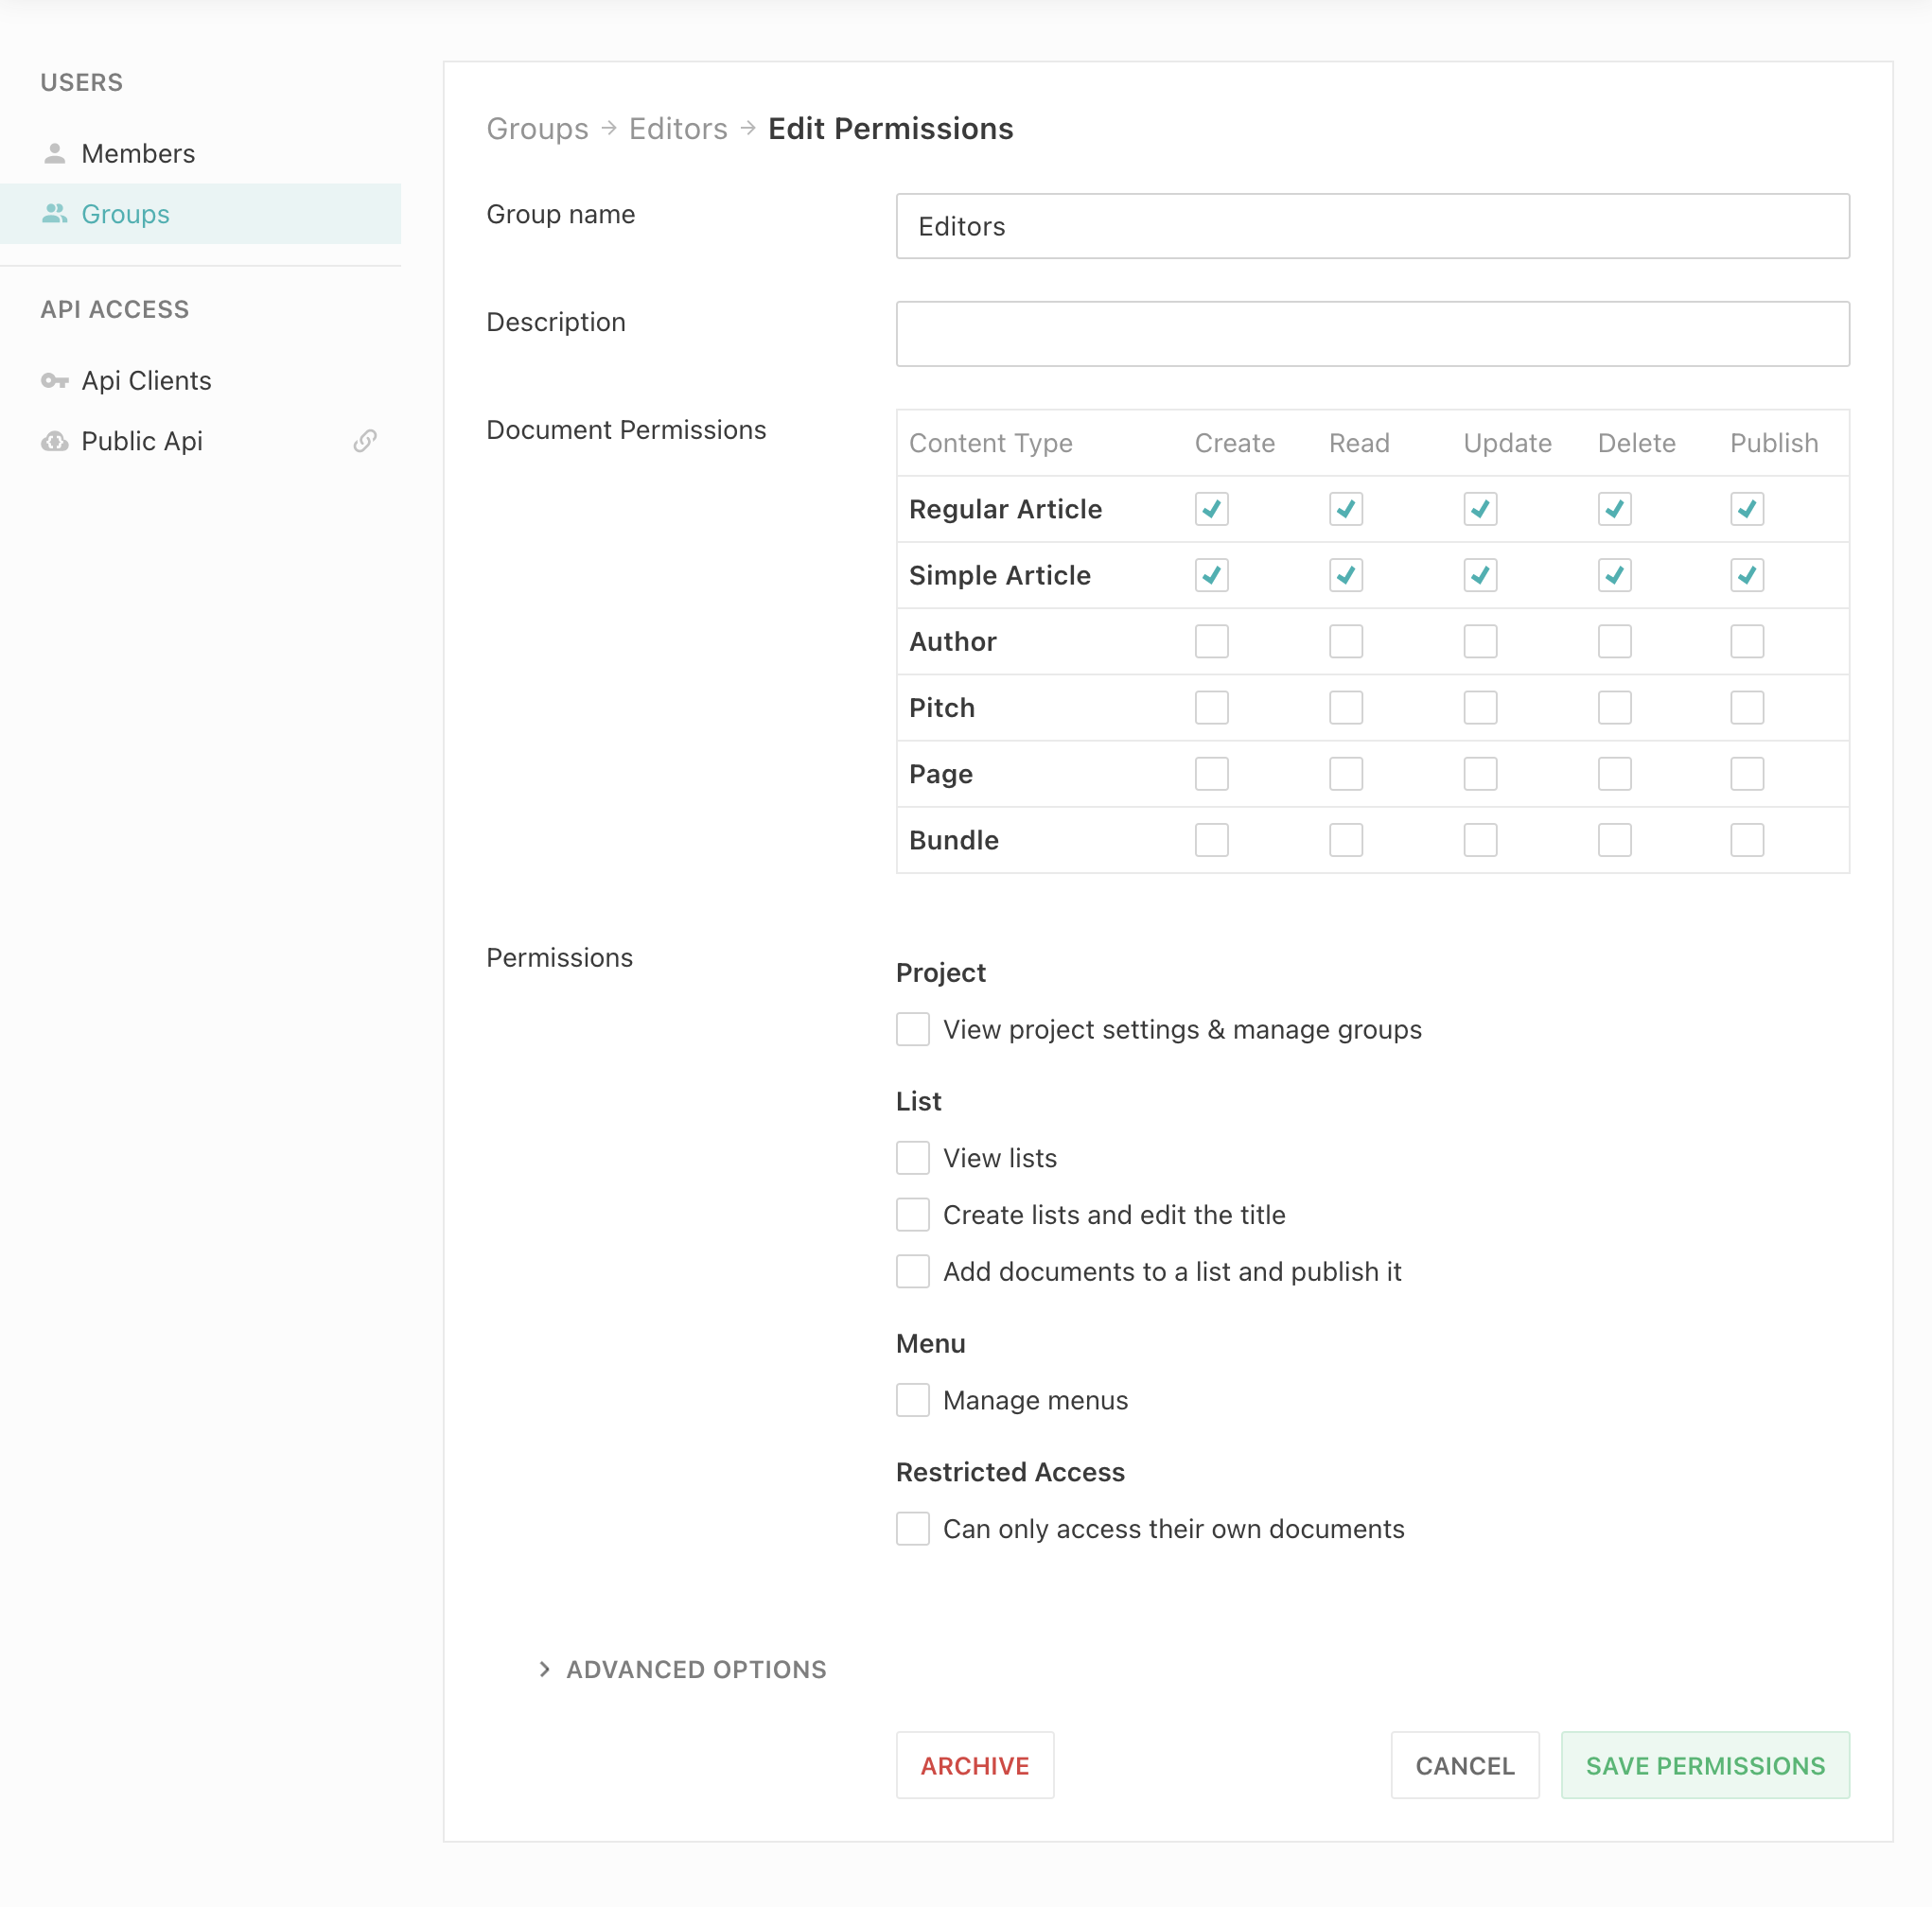 USERS
Members
Groups
API ACCESS
Api Clients
Public Api
Groups → Editors → Edit Permissions
Group name
Editors
Description
Document Permissions
Content Type Create Read Update Delete Publish
Regular Article
Simple Article
Author
Pitch
Page
Bundle
Permissions
Project
View project settings & manage groups
List
View lists
Create lists and edit the title
Add documents to a list and publish it
Menu
Manage menus
Restricted Access
Can only access their own documents
ADVANCED OPTIONS
ARCHIVE CANCEL SAVE PERMISSIONS